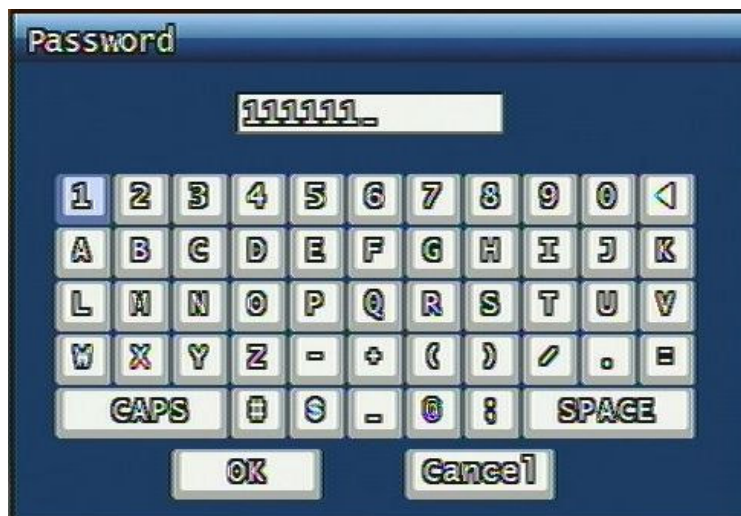 Password
111111_
1 2 3 4 5 6 7 8 9 0 ◁
A B C D E F G H I J K
L M N O P Q R S T U V
W X Y Z - + ( ) / . =
CAPS # $ _ @ : SPACE
OK Cancel